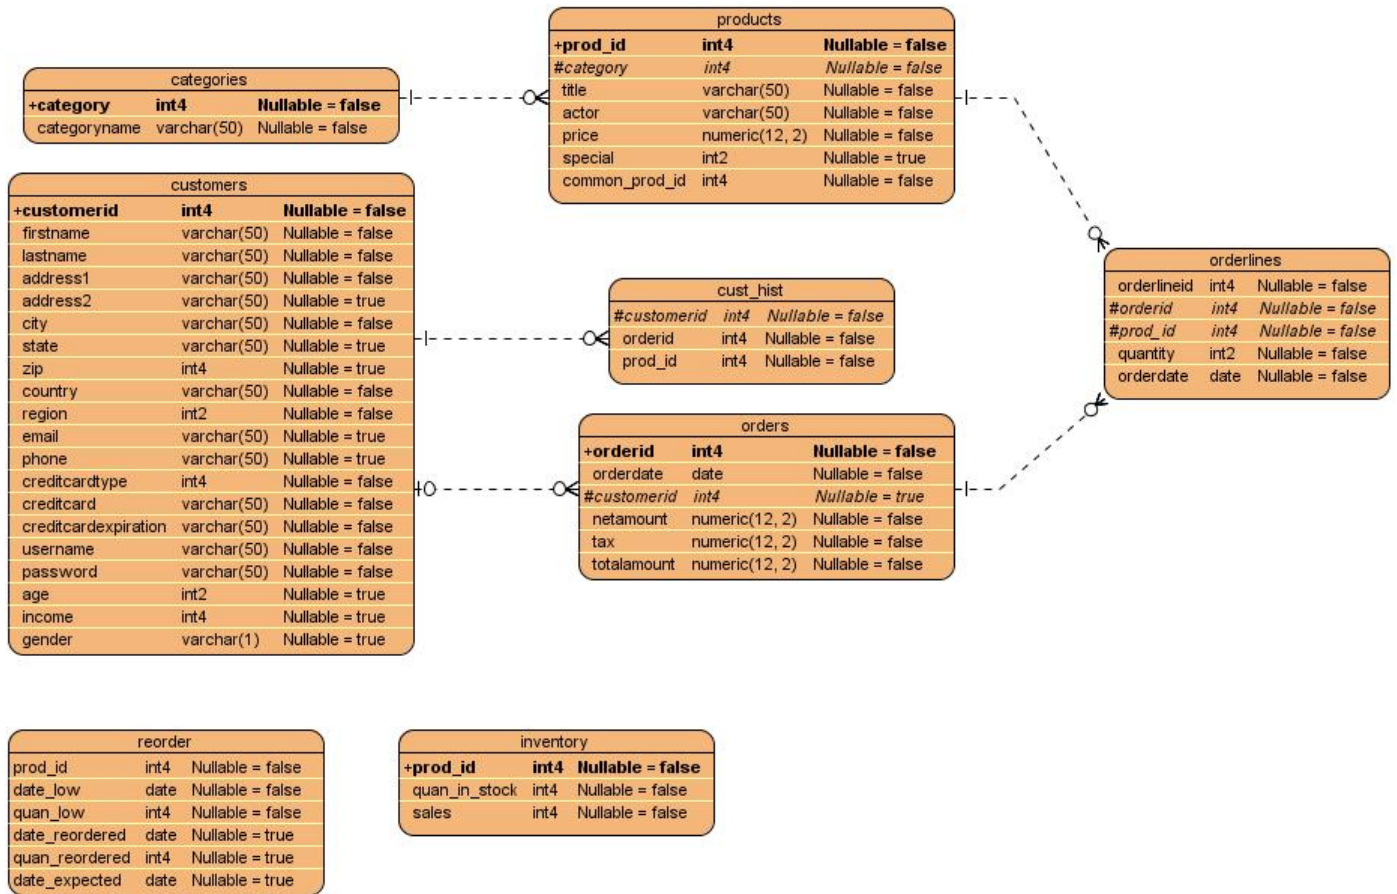 categories
+category int4 Nullable = false
categoryname varchar(50) Nullable = false
products
+prod_id int4 Nullable = false
#category int4 Nullable = false
title varchar(50) Nullable = false
actor varchar(50) Nullable = false
price numeric(12, 2) Nullable = false
special int2 Nullable = true
common_prod_id int4 Nullable = false
customers
+customerid int4 Nullable = false
firstname varchar(50) Nullable = false
lastname varchar(50) Nullable = false
address1 varchar(50) Nullable = false
address2 varchar(50) Nullable = true
city varchar(50) Nullable = false
state varchar(50) Nullable = true
zip int4 Nullable = true
country varchar(50) Nullable = false
region int2 Nullable = false
email varchar(50) Nullable = true
phone varchar(50) Nullable = true
creditcardtype int4 Nullable = false
creditcard varchar(50) Nullable = false
creditcardexpiration varchar(50) Nullable = false
username varchar(50) Nullable = false
password varchar(50) Nullable = false
age int2 Nullable = true
income int4 Nullable = true
gender varchar(1) Nullable = true
cust_hist
#customerid int4 Nullable = false
orderid int4 Nullable = false
prod_id int4 Nullable = false
orders
+orderid int4 Nullable = false
orderdate date Nullable = false
#customerid int4 Nullable = true
netamount numeric(12, 2) Nullable = false
tax numeric(12, 2) Nullable = false
totalamount numeric(12, 2) Nullable = false
orderlines
orderlineid int4 Nullable = false
#orderid int4 Nullable = false
#prod_id int4 Nullable = false
quantity int2 Nullable = false
orderdate date Nullable = false
reorder
prod_id int4 Nullable = false
date_low date Nullable = false
quan_low int4 Nullable = false
date_reordered date Nullable = true
quan_reordered int4 Nullable = true
date_expected date Nullable = true
inventory
+prod_id int4 Nullable = false
quan_in_stock int4 Nullable = false
sales int4 Nullable = false